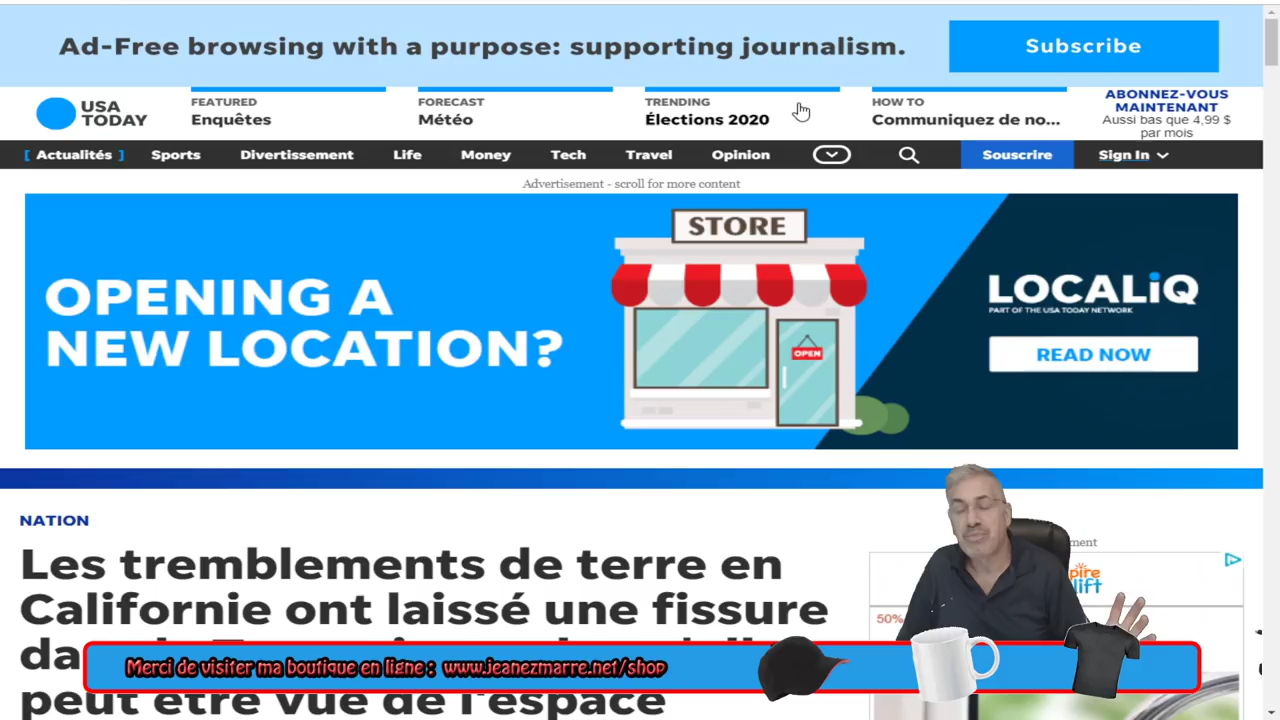 Ad-Free browsing with a purpose: supporting journalism.
Subscribe
USA
TODAY
FEATURED
Enquêtes
FORECAST
Météo
TRENDING
Élections 2020
HOW TO
Communiquez de no...
ABONNEZ-VOUS
MAINTENANT
Aussi bas que 4,99 $
par mois
[ Actualités ] Sports Divertissement Life Money Tech Travel Opinion Souscrire Sign In
Advertisement - scroll for more content
OPENING A
NEW LOCATION?
STORE
OPEN
LOCALiQ
PART OF THE USA TODAY NETWORK
READ NOW
NATION
Les tremblements de terre en
Californie ont laissé une fissure
peut être vue de l'espace
50%
Merci de visiter ma boutique en ligne : www.jeanezmarre.net/shop